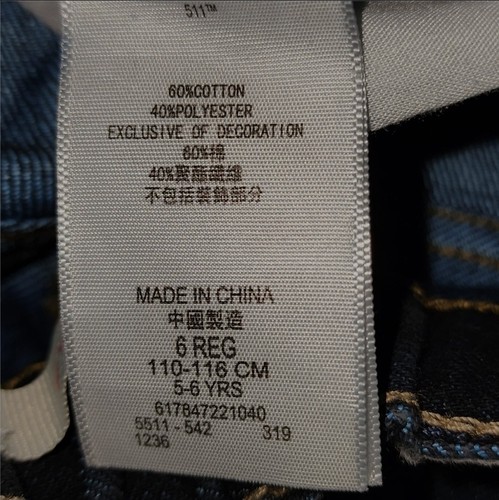 511™
60%COTTON
40%POLYESTER
EXCLUSIVE OF DECORATION
60%棉
40%聚酯纖維
不包括裝飾部分
MADE IN CHINA
中國製造
6 REG
110-116 CM
5-6 YRS
617847221040
5511 - 542 319
1236